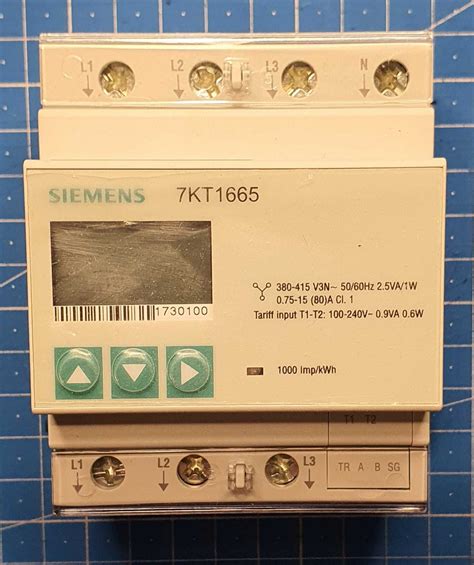 L1 L2 L3 N
SIEMENS 7KT1665
380-415 V3N~ 50/60Hz 2.5VA/1W
0.75-15 (80)A Cl. 1
Tariff input T1-T2: 100-240V~ 0.9VA 0.6W
1730100
1000 Imp/kWh
T1 T2
L1 L2 L3 TR A B SG